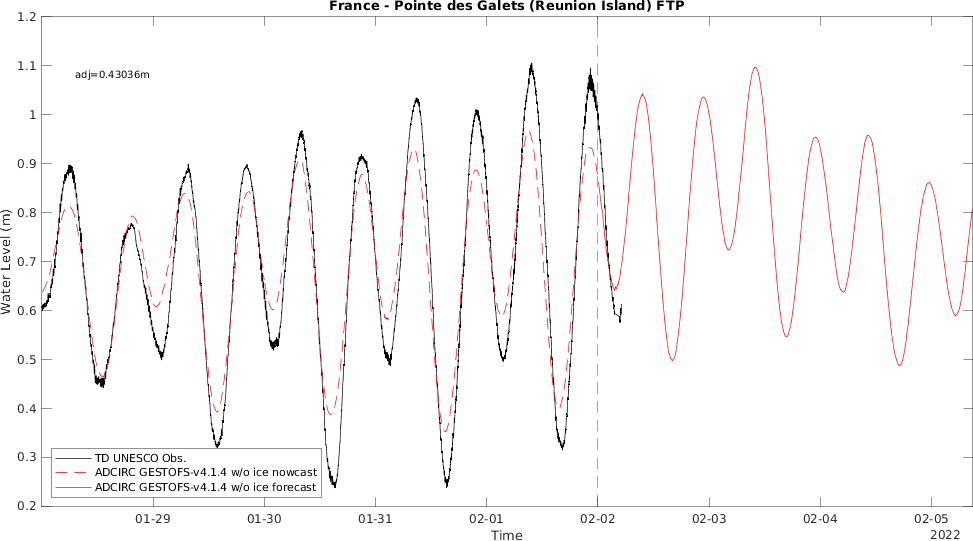 France - Pointe des Galets (Reunion Island) FTP
1.2
1.1
1
0.9
0.8
0.7
0.6
0.5
0.4
0.3
0.2
Water Level (m)
adj=0.43036m
TD UNESCO Obs.
ADCIRC GESTOFS-v4.1.4 w/o ice nowcast
ADCIRC GESTOFS-v4.1.4 w/o ice forecast
01-29 01-30 01-31 02-01 02-02 02-03 02-04 02-05
Time
2022